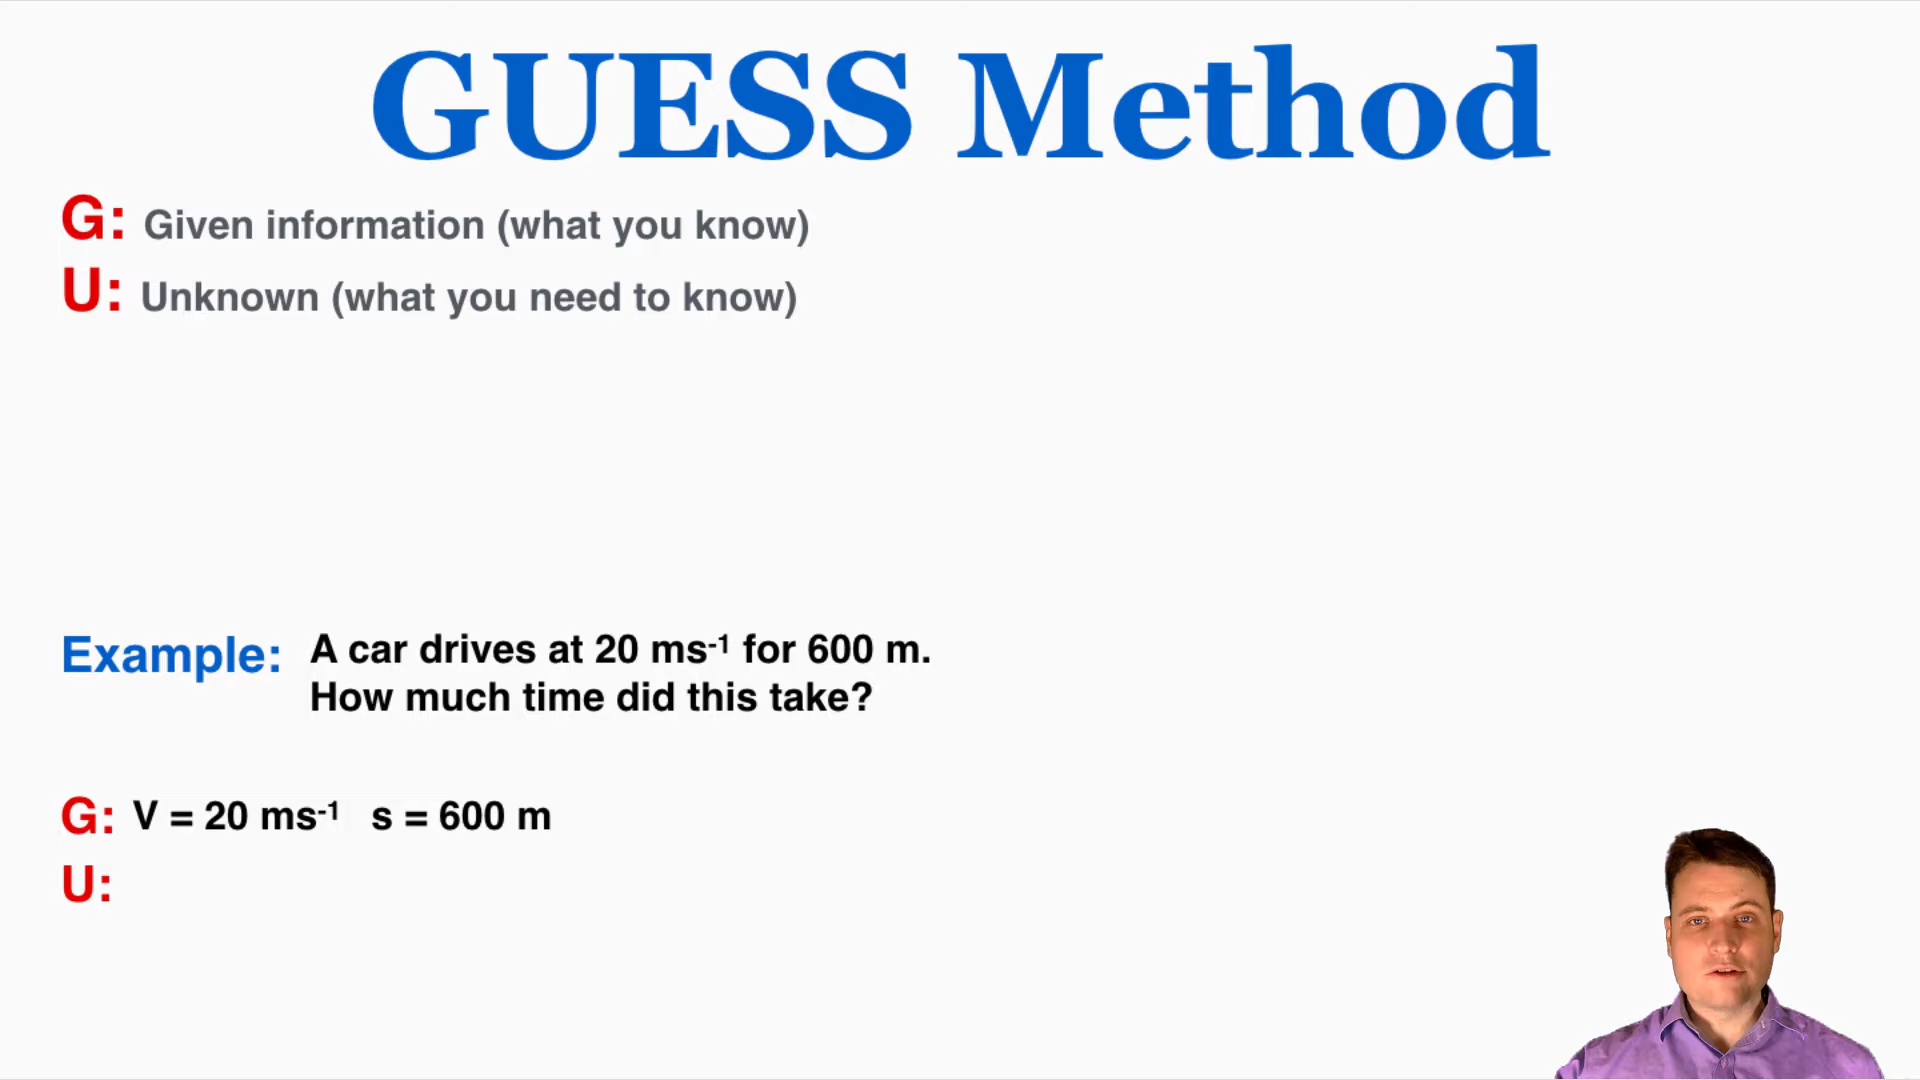 GUESS Method
G: Given information (what you know)
U: Unknown (what you need to know)
Example: A car drives at 20 ms⁻¹ for 600 m.
How much time did this take?
G: V = 20 ms⁻¹ s = 600 m
U: